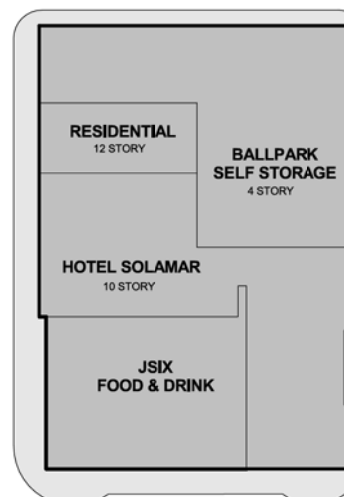 RESIDENTIAL
12 STORY
BALLPARK
SELF STORAGE
4 STORY
HOTEL SOLAMAR
10 STORY
JSIX
FOOD & DRINK